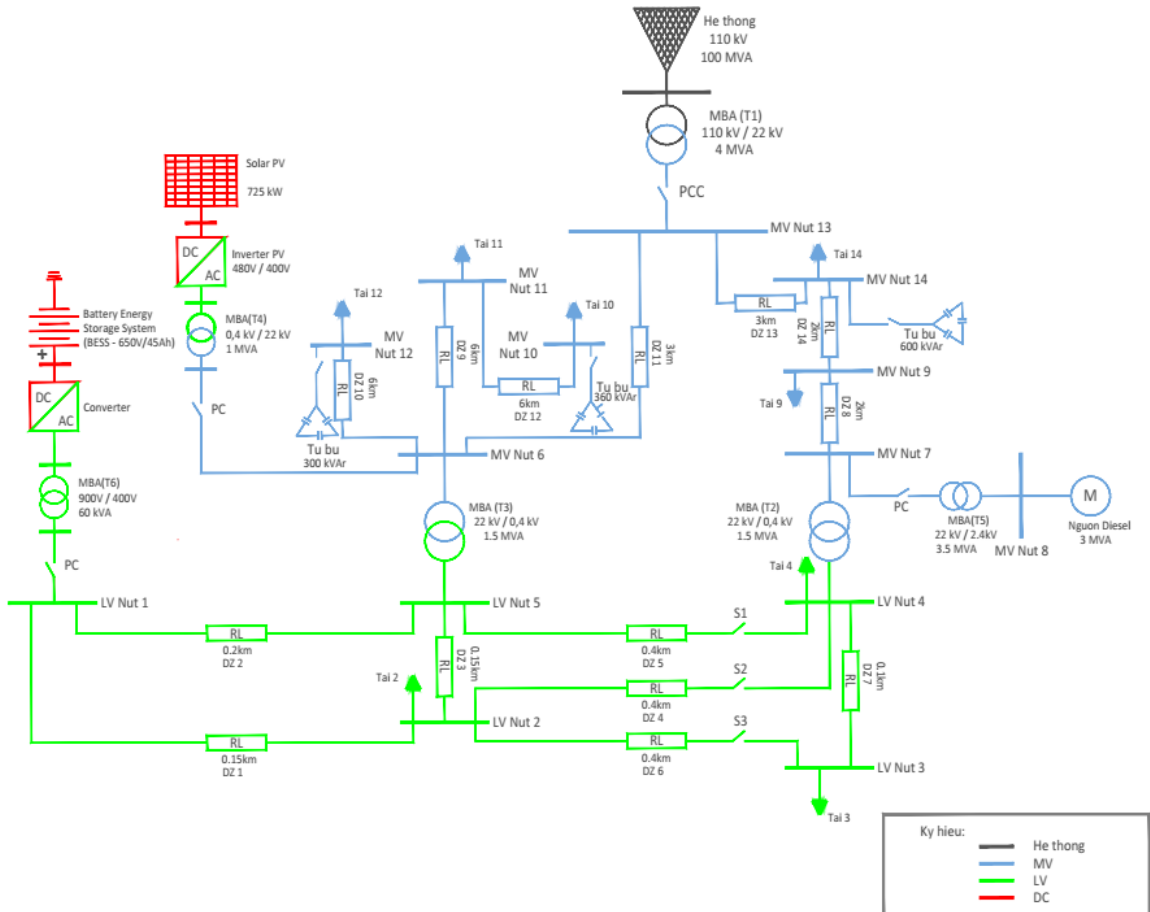 He thong
110 kV
100 MVA
MBA (T1)
110 kV / 22 kV
4 MVA
PCC
MV Nut 13
Solar PV
725 kW
DC
AC
Inverter PV
480V / 400V
MBA(T4)
0,4 kV / 22 kV
1 MVA
PC
Battery Energy
Storage System
(BESS - 650V/45Ah)
+
DC
AC
Converter
MBA(T6)
900V / 400V
60 kVA
PC
Tai 11
MV
Nut 11
Tai 12
MV
Nut 12
RL
6km
DZ 10
Tu bu
300 kVAr
RL
6km
DZ 9
Tai 10
MV
Nut 10
RL
6km
DZ 12
Tu bu
360 kVAr
RL
3km
DZ 11
MV Nut 6
Tai 14
MV Nut 14
RL
3km
DZ 13
RL
2km
DZ 14
Tu bu
600 kVAr
MV Nut 9
Tai 9
RL
2km
DZ 8
MV Nut 7
PC
MBA(T5)
22 kV / 2.4kV
3.5 MVA
MV Nut 8
M
Nguon Diesel
3 MVA
MBA (T3)
22 kV / 0,4 kV
1.5 MVA
MBA (T2)
22 kV / 0,4 kV
1.5 MVA
Tai 4
LV Nut 1
LV Nut 5
LV Nut 4
RL
0.2km
DZ 2
RL
0.15km
DZ 3
RL
0.4km
DZ 5
S1
RL
0.1km
DZ 7
Tai 2
LV Nut 2
RL
0.4km
DZ 4
S2
RL
0.15km
DZ 1
RL
0.4km
DZ 6
S3
LV Nut 3
Tai 3
Ky hieu:
He thong
MV
LV
DC